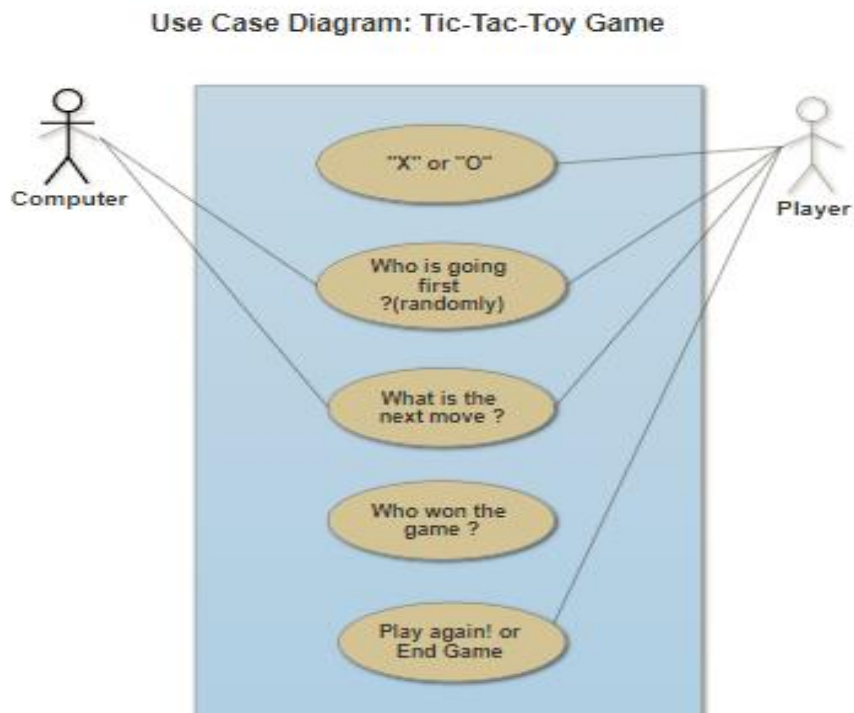 Use Case Diagram: Tic-Tac-Toy Game
Computer
Player
"X" or "O"
Who is going
first
?(randomly)
What is the
next move ?
Who won the
game ?
Play again! or
End Game